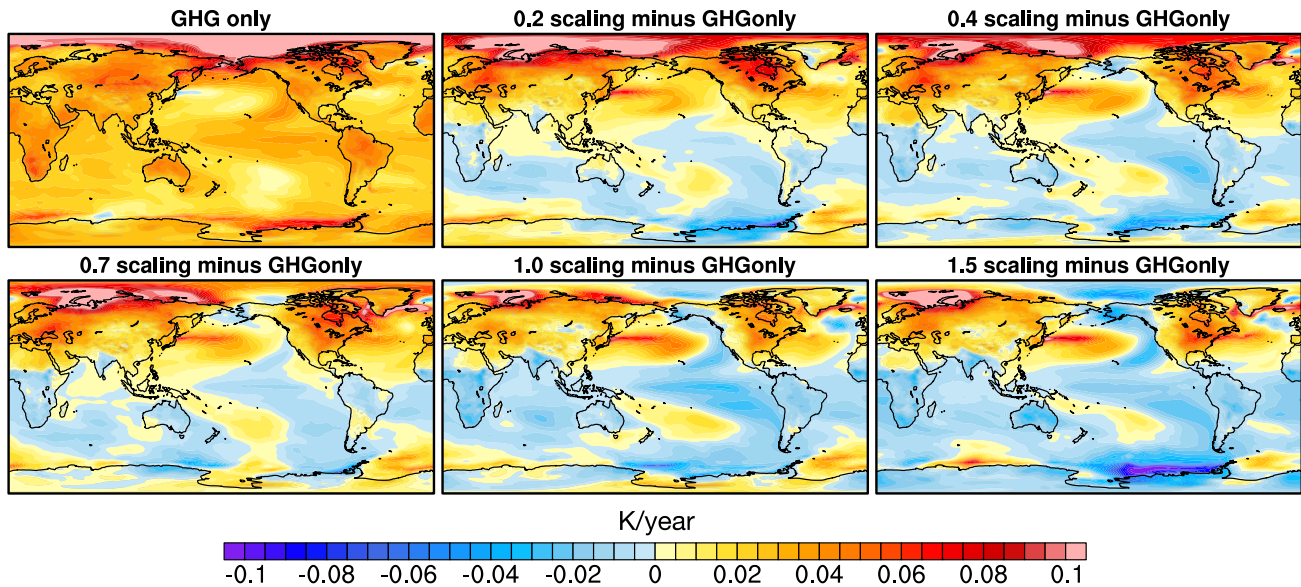 GHG only
0.2 scaling minus GHGonly
0.4 scaling minus GHGonly
0.7 scaling minus GHGonly
1.0 scaling minus GHGonly
1.5 scaling minus GHGonly
K/year
-0.1 -0.08 -0.06 -0.04 -0.02 0 0.02 0.04 0.06 0.08 0.1